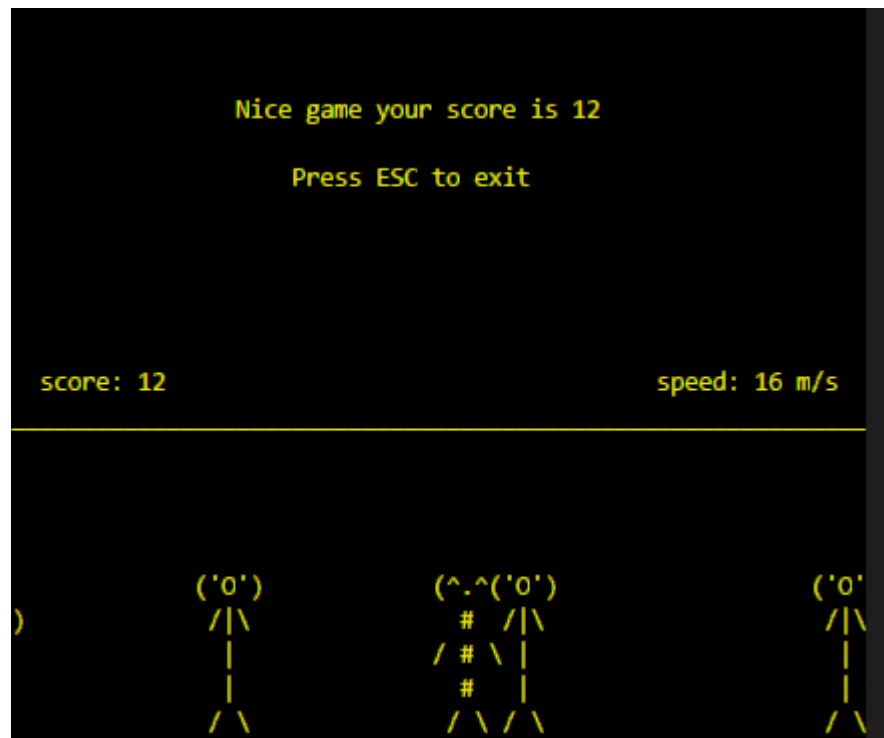 Nice game your score is 12
Press ESC to exit
score: 12 speed: 16 m/s
('O') (^.^('O') ('O'
) /|\ # /|\ /|\
| / # \ | |
| # | |
/ \ / \ / \ / \